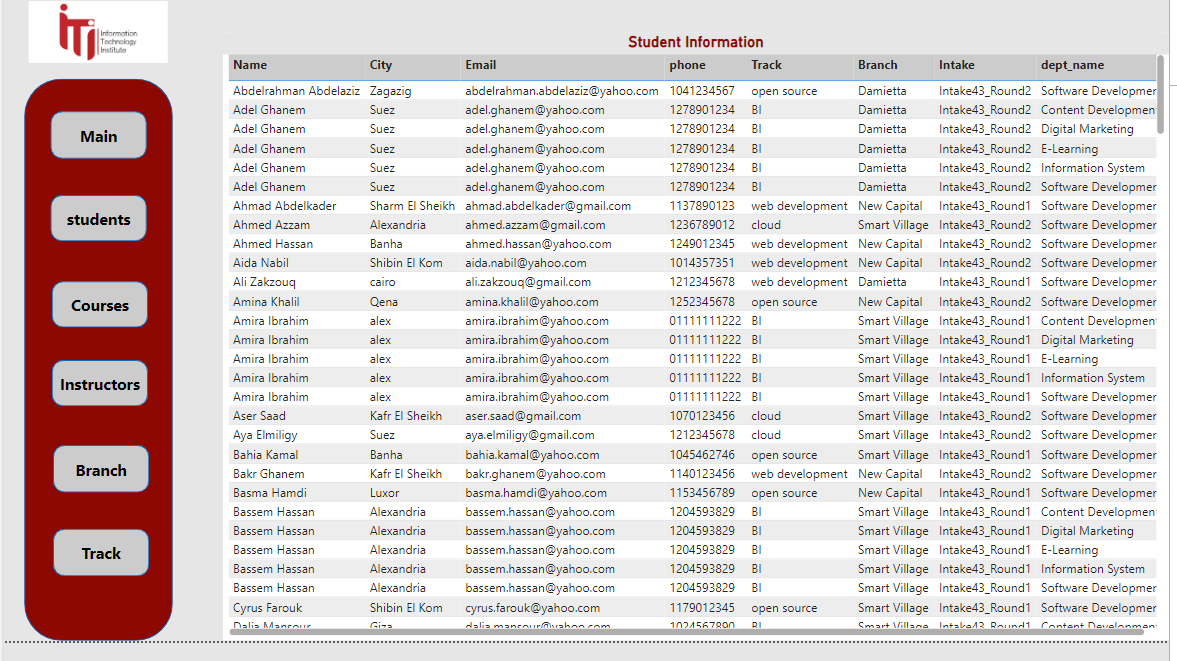 iTi Information
Technology
Institute
Main
students
Courses
Instructors
Branch
Track
Student Information
Name City Email phone Track Branch Intake dept_name
Abdelrahman Abdelaziz Zagazig abdelrahman.abdelaziz@yahoo.com 1041234567 open source Damietta Intake43_Round2 Software Developmer
Adel Ghanem Suez adel.ghanem@yahoo.com 1278901234 BI Damietta Intake43_Round2 Content Development
Adel Ghanem Suez adel.ghanem@yahoo.com 1278901234 BI Damietta Intake43_Round2 Digital Marketing
Adel Ghanem Suez adel.ghanem@yahoo.com 1278901234 BI Damietta Intake43_Round2 E-Learning
Adel Ghanem Suez adel.ghanem@yahoo.com 1278901234 BI Damietta Intake43_Round2 Information System
Adel Ghanem Suez adel.ghanem@yahoo.com 1278901234 BI Damietta Intake43_Round2 Software Developmer
Ahmad Abdelkader Sharm El Sheikh ahmad.abdelkader@gmail.com 1137890123 web development New Capital Intake43_Round1 Software Developmer
Ahmed Azzam Alexandria ahmed.azzam@gmail.com 1236789012 cloud Smart Village Intake43_Round2 Software Developmer
Ahmed Hassan Banha ahmed.hassan@yahoo.com 1249012345 web development New Capital Intake43_Round2 Software Developmer
Aida Nabil Shibin El Kom aida.nabil@yahoo.com 1014357351 web development New Capital Intake43_Round2 Software Developmer
Ali Zakzouq cairo ali.zakzouq@gmail.com 1212345678 web development Damietta Intake43_Round1 Software Developmer
Amina Khalil Qena amina.khalil@yahoo.com 1252345678 open source New Capital Intake43_Round2 Software Developmer
Amira Ibrahim alex amira.ibrahim@yahoo.com 01111111222 BI Smart Village Intake43_Round1 Content Development
Amira Ibrahim alex amira.ibrahim@yahoo.com 01111111222 BI Smart Village Intake43_Round1 Digital Marketing
Amira Ibrahim alex amira.ibrahim@yahoo.com 01111111222 BI Smart Village Intake43_Round1 E-Learning
Amira Ibrahim alex amira.ibrahim@yahoo.com 01111111222 BI Smart Village Intake43_Round1 Information System
Amira Ibrahim alex amira.ibrahim@yahoo.com 01111111222 BI Smart Village Intake43_Round1 Software Developmer
Aser Saad Kafr El Sheikh aser.saad@gmail.com 1070123456 cloud Smart Village Intake43_Round2 Software Developmer
Aya Elmiligy Suez aya.elmiligy@gmail.com 1212345678 cloud Smart Village Intake43_Round2 Software Developmer
Bahia Kamal Banha bahia.kamal@yahoo.com 1045462746 open source Smart Village Intake43_Round1 Software Developmer
Bakr Ghanem Kafr El Sheikh bakr.ghanem@yahoo.com 1140123456 web development New Capital Intake43_Round2 Software Developmer
Basma Hamdi Luxor basma.hamdi@yahoo.com 1153456789 open source New Capital Intake43_Round1 Software Developmer
Bassem Hassan Alexandria bassem.hassan@yahoo.com 1204593829 BI Smart Village Intake43_Round1 Content Development
Bassem Hassan Alexandria bassem.hassan@yahoo.com 1204593829 BI Smart Village Intake43_Round1 Digital Marketing
Bassem Hassan Alexandria bassem.hassan@yahoo.com 1204593829 BI Smart Village Intake43_Round1 E-Learning
Bassem Hassan Alexandria bassem.hassan@yahoo.com 1204593829 BI Smart Village Intake43_Round1 Information System
Bassem Hassan Alexandria bassem.hassan@yahoo.com 1204593829 BI Smart Village Intake43_Round1 Software Developmer
Cyrus Farouk Shibin El Kom cyrus.farouk@yahoo.com 1179012345 open source Smart Village Intake43_Round1 Software Developmer
Dalia Mansour Giza dalia.mansour@yahoo.com 1024567890 BI Smart Village Intake43_Round1 Content Development